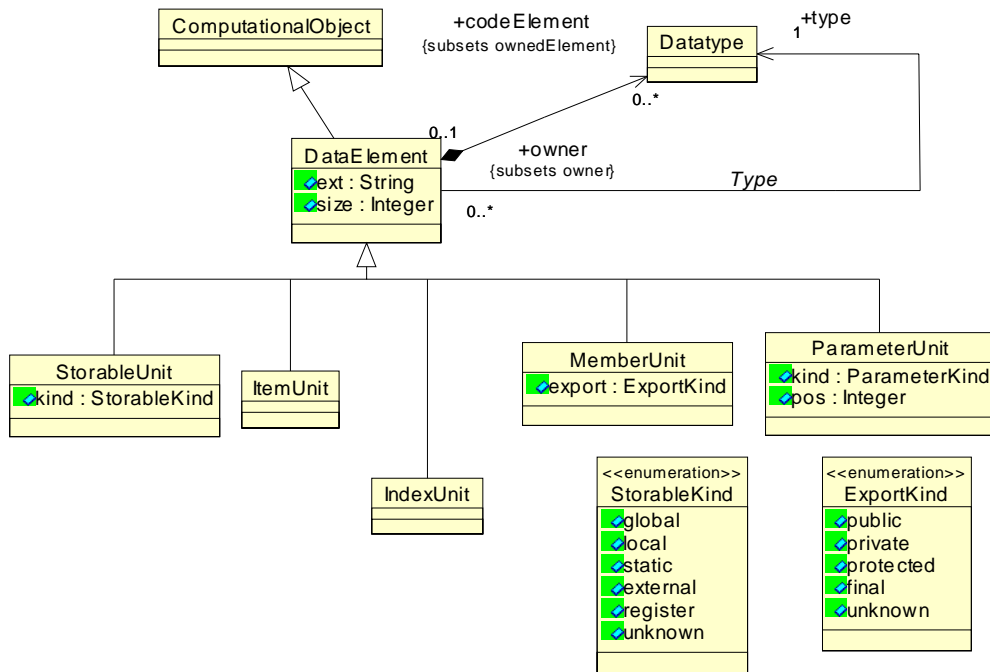 ComputationalObject
+codeElement
{subsets ownedElement}
Datatype
+type
1
0..*
0..1
DataElement
ext : String
size : Integer
+owner
{subsets owner}
Type
0..*
StorableUnit
kind : StorableKind
ItemUnit
IndexUnit
MemberUnit
export : ExportKind
ParameterUnit
kind : ParameterKind
pos : Integer
<<enumeration>>
StorableKind
global
local
static
external
register
unknown
<<enumeration>>
ExportKind
public
private
protected
final
unknown